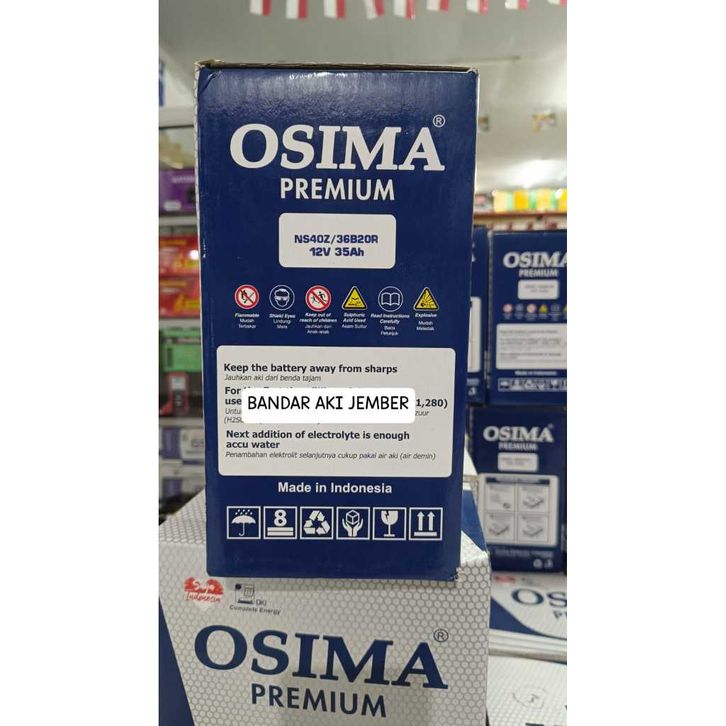 OSIMA®
PREMIUM
NS40Z/36B20R
12V 35Ah
Flammable
Mudah
Terbakar
Shield Eyes
Lindungi
Mata
Keep out of
reach of children
Jauhkan dari
Anak-anak
Sulphuric
Acid Used
Asam Sulfur
Read Instructions
Carefully
Baca
Petunjuk
Explosive
Mudah
Meledak
Keep the battery away from sharps
Jauhkan aki dari benda tajam
BANDAR AKI JEMBER
1,280)
Next addition of electrolyte is enough
accu water
Penambahan elektrolit selanjutnya cukup pakai air aki (air demin)
Made in Indonesia
8
Indonesia
Complete Energy
OSIMA®
PREMIUM
OSIMA
PREMIUM
OSIMA
PREMIUM